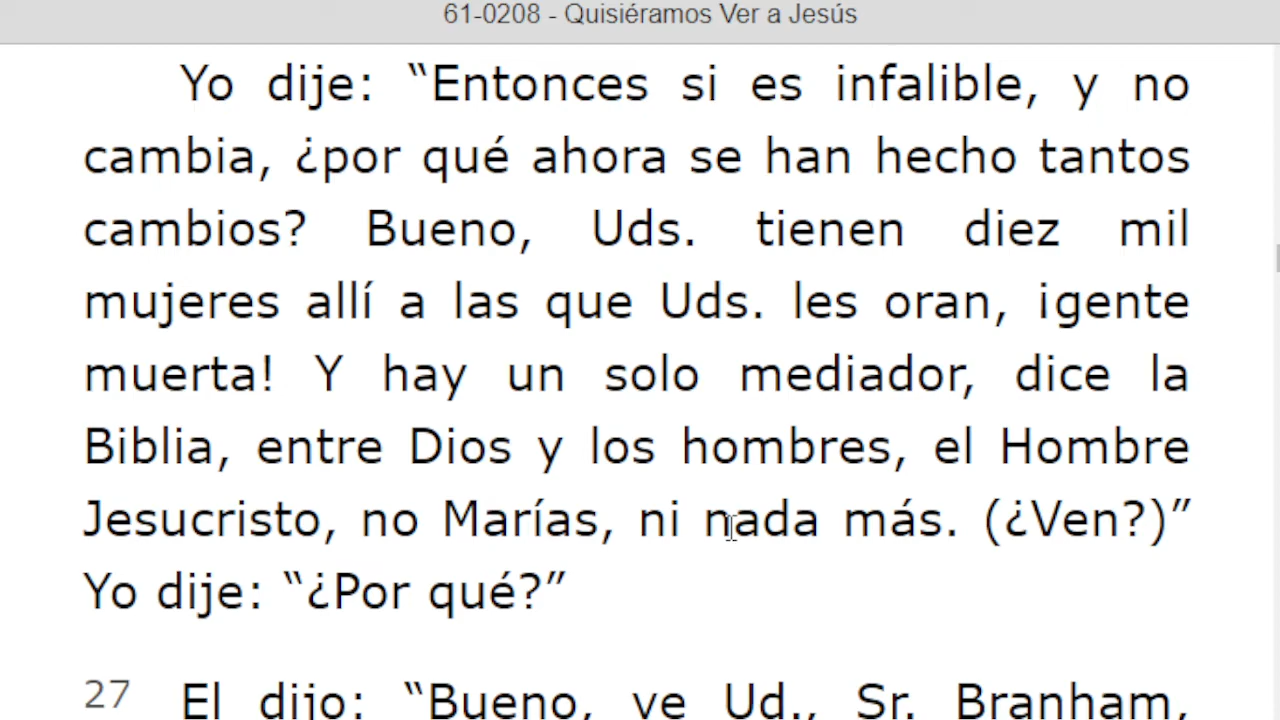 61-0208 - Quisiéramos Ver a Jesús
Yo dije: “Entonces si es infalible, y no
cambia, ¿por qué ahora se han hecho tantos
cambios? Bueno, Uds. tienen diez mil
mujeres allí a las que Uds. les oran, ¡gente
muerta! Y hay un solo mediador, dice la
Biblia, entre Dios y los hombres, el Hombre
Jesucristo, no Marías, ni nada más. (¿Ven?)”
Yo dije: “¿Por qué?”
27 El dijo: “Bueno, ve Ud., Sr. Branham,